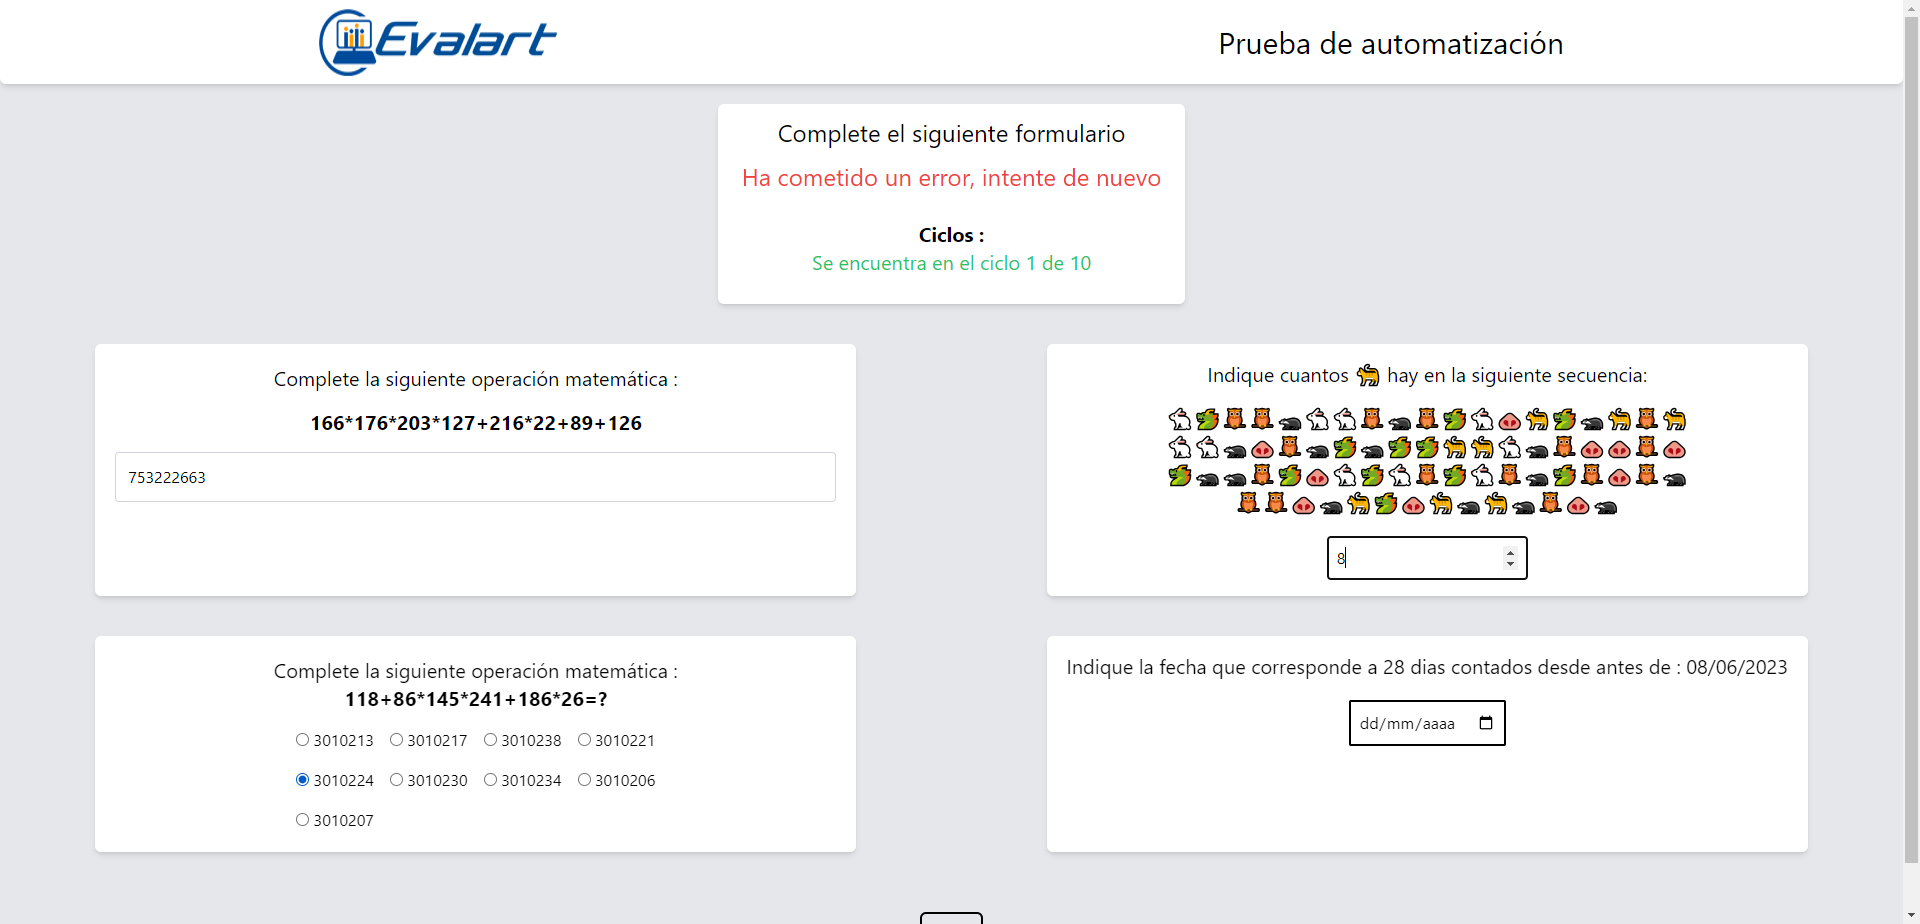 Evalart
Prueba de automatización
Complete el siguiente formulario
Ha cometido un error, intente de nuevo
Ciclos :
Se encuentra en el ciclo 1 de 10
Complete la siguiente operación matemática :
166*176*203*127+216*22+89+126
753222663
Indique cuantos 🐅 hay en la siguiente secuencia:
8
Complete la siguiente operación matemática :
118+86*145*241+186*26=?
3010213 3010217 3010238 3010221
3010224 3010230 3010234 3010206
3010207
Indique la fecha que corresponde a 28 dias contados desde antes de : 08/06/2023
dd/mm/aaaa